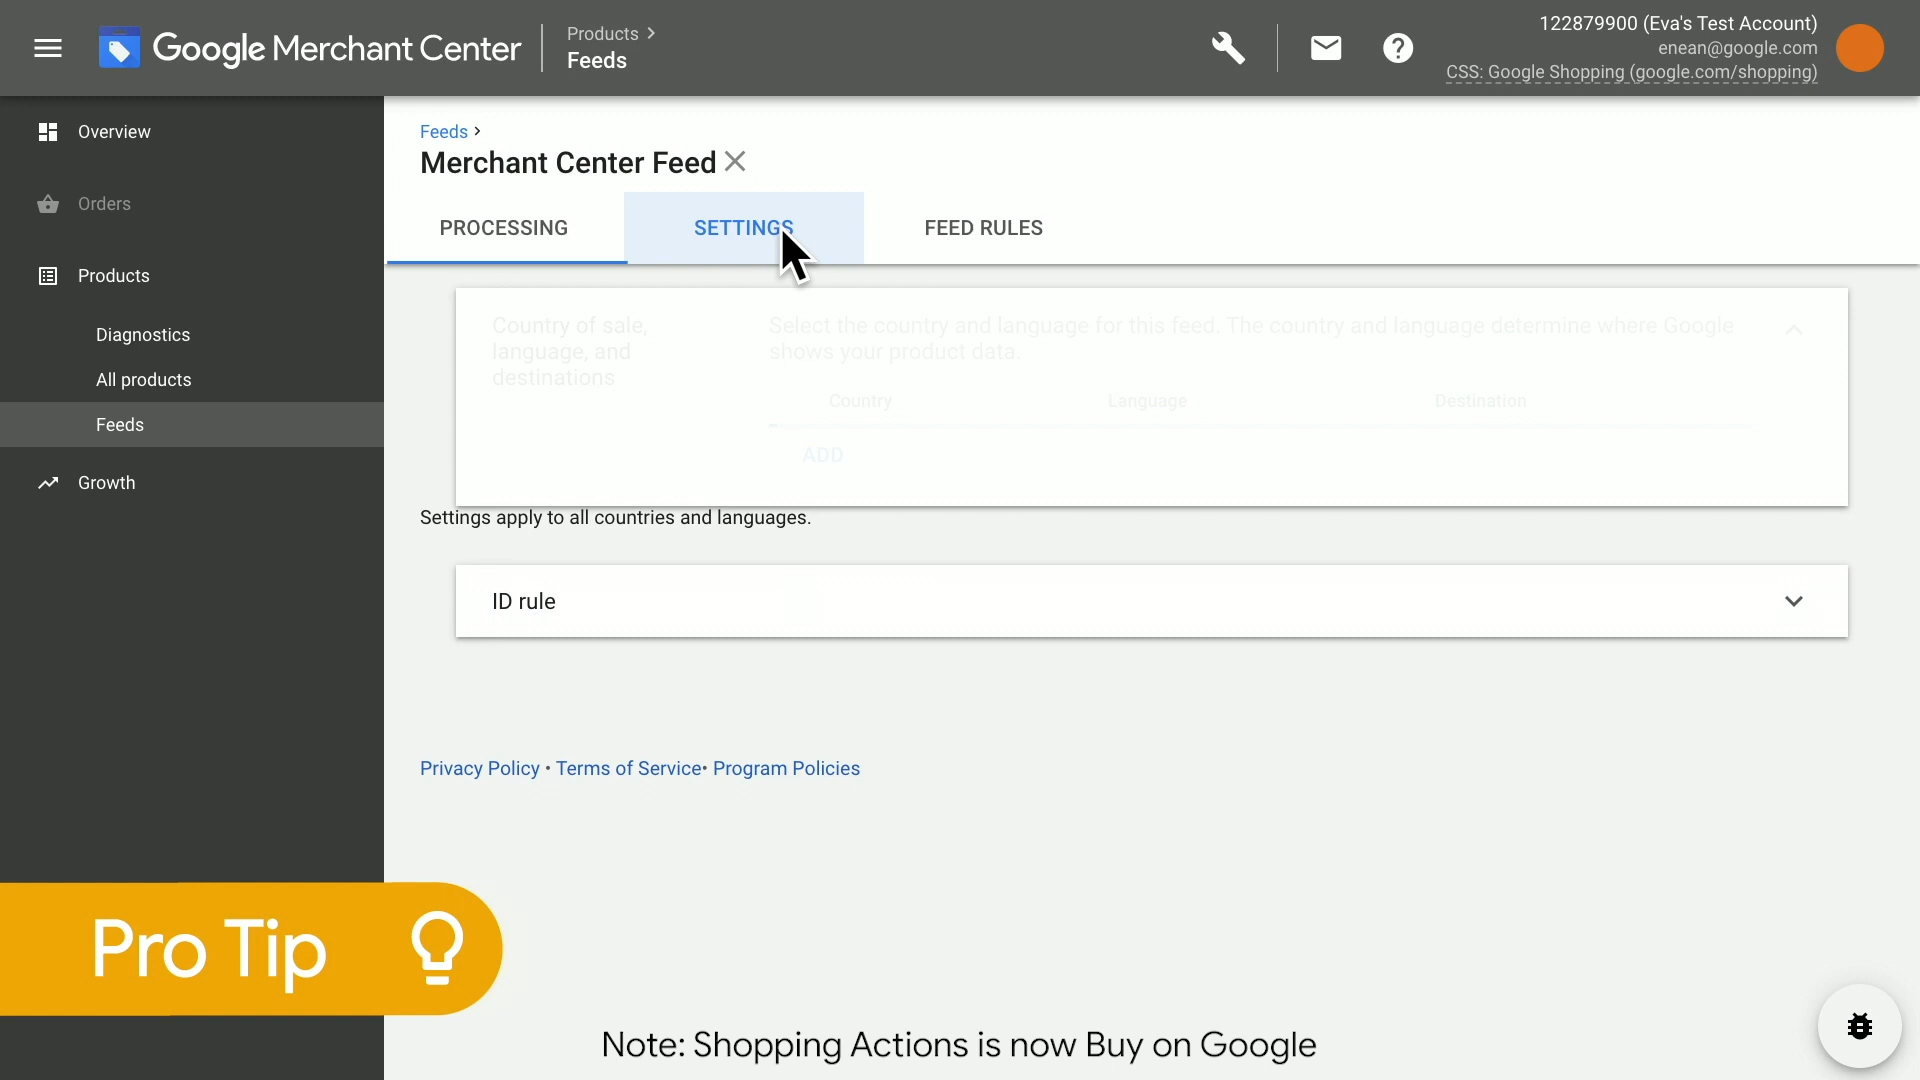 Google Merchant Center
Products
Feeds
122879900 (Eva's Test Account)
enean@google.com
CSS: Google Shopping (google.com/shopping)
Overview
Orders
Products
Diagnostics
All products
Feeds
Growth
Feeds
Merchant Center Feed
PROCESSING
SETTINGS
FEED RULES
Country of sale,
language, and
destinations
Select the country and language for this feed. The country and language determine where Google
shows your product data.
Country
Language
Destination
ADD
Settings apply to all countries and languages.
ID rule
Privacy Policy • Terms of Service • Program Policies
Pro Tip
Note: Shopping Actions is now Buy on Google